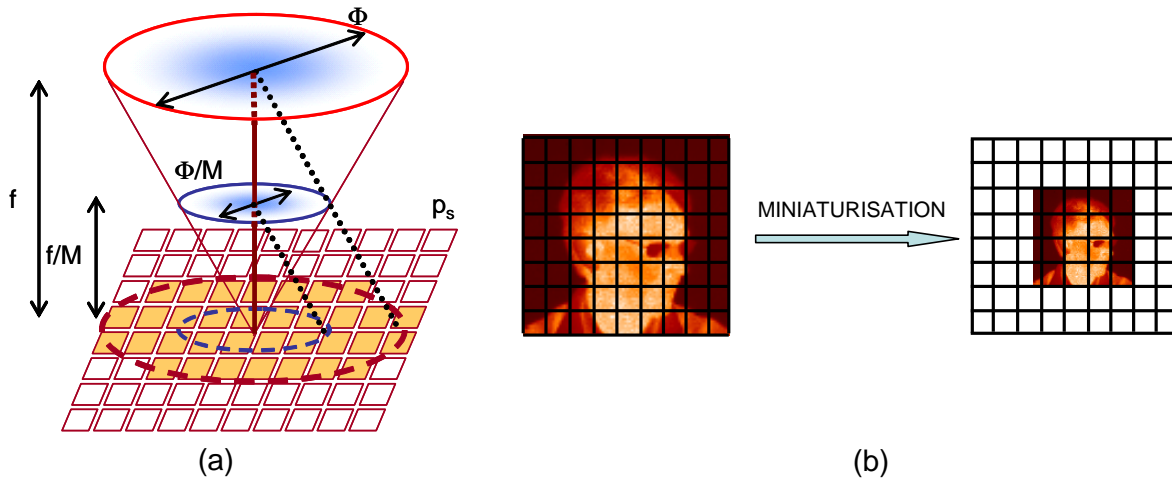 Φ
f
Φ/M
f/M
p_s
MINIATURISATION
(a)
(b)